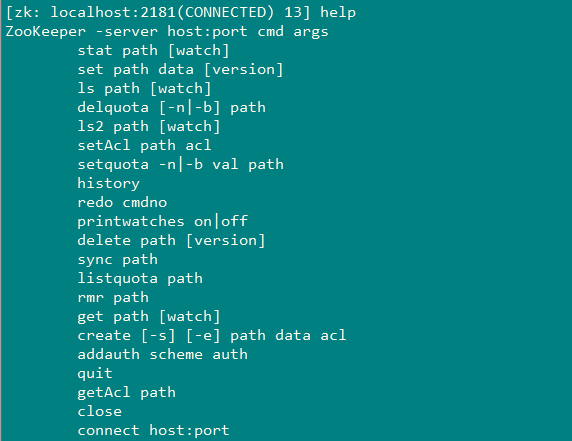 [zk: localhost:2181(CONNECTED) 13] help
ZooKeeper -server host:port cmd args
stat path [watch]
set path data [version]
ls path [watch]
delquota [-n|-b] path
ls2 path [watch]
setAcl path acl
setquota -n|-b val path
history
redo cmdno
printwatches on|off
delete path [version]
sync path
listquota path
rmr path
get path [watch]
create [-s] [-e] path data acl
addauth scheme auth
quit
getAcl path
close
connect host:port